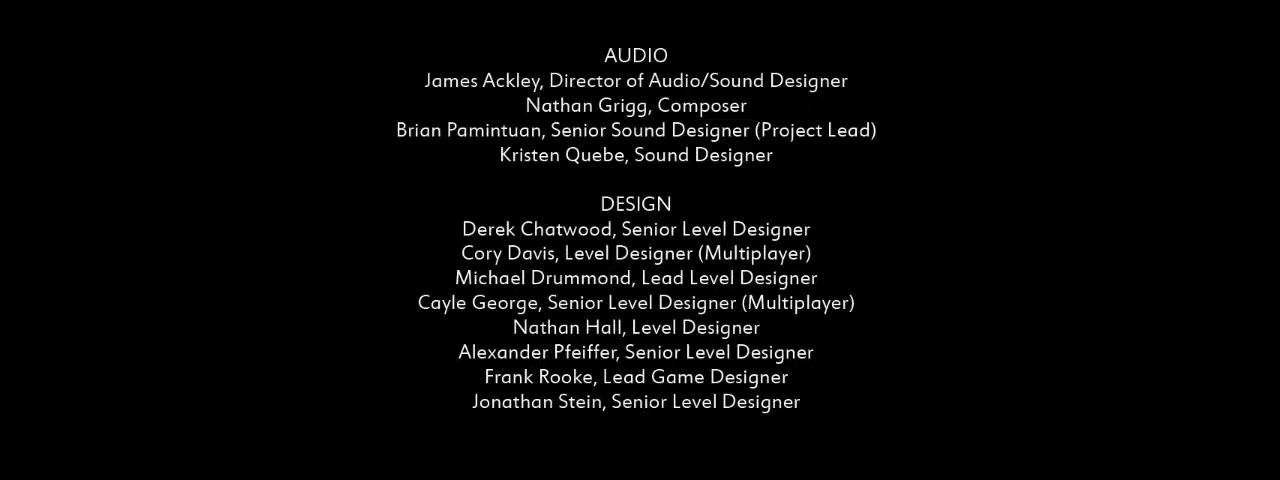 AUDIO
James Ackley, Director of Audio/Sound Designer
Nathan Grigg, Composer
Brian Pamintuan, Senior Sound Designer (Project Lead)
Kristen Quebe, Sound Designer
DESIGN
Derek Chatwood, Senior Level Designer
Cory Davis, Level Designer (Multiplayer)
Michael Drummond, Lead Level Designer
Cayle George, Senior Level Designer (Multiplayer)
Nathan Hall, Level Designer
Alexander Pfeiffer, Senior Level Designer
Frank Rooke, Lead Game Designer
Jonathan Stein, Senior Level Designer